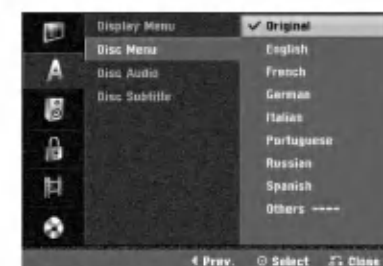 Display Menu
Disc Menu
Disc Audio
Disc Subtitle
✓ Original
English
French
German
Italian
Portuguese
Russian
Spanish
Others ----
Prev. Select Close